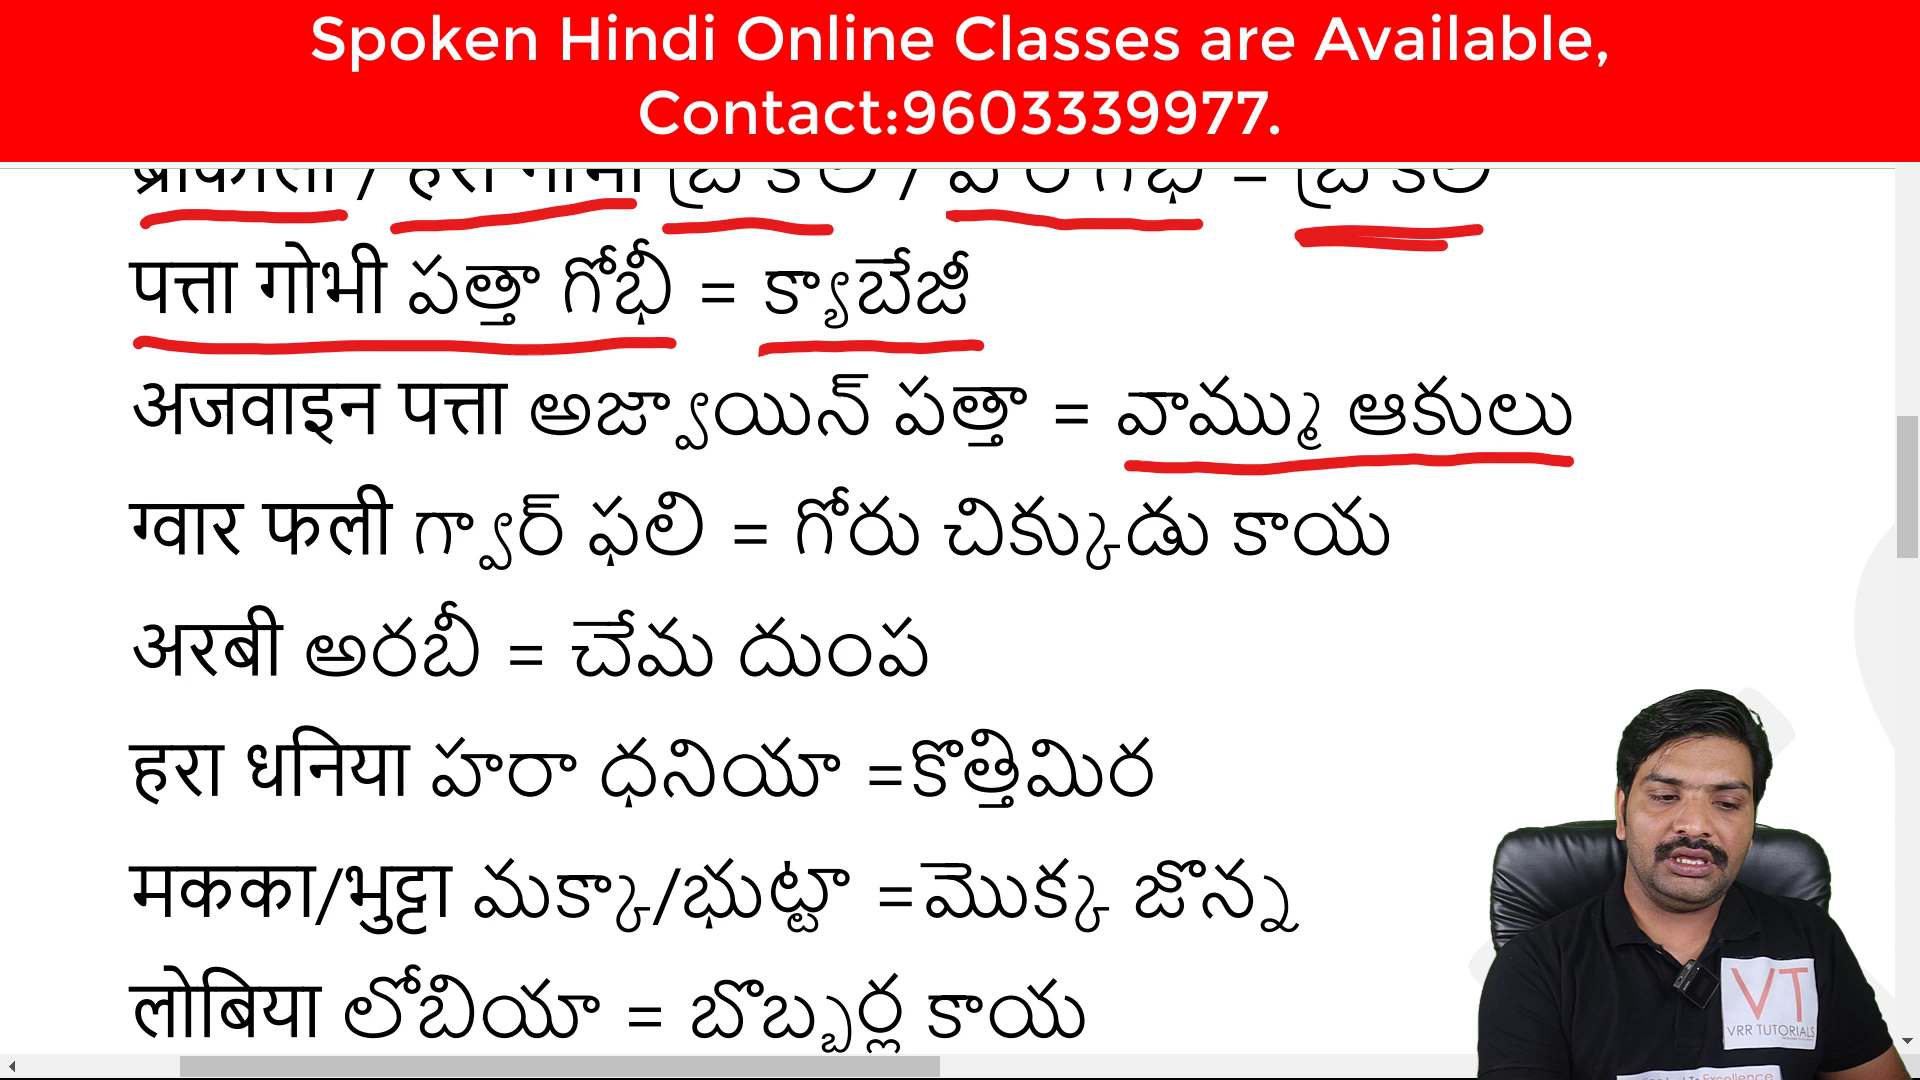 Spoken Hindi Online Classes are Available,
Contact:9603339977.
पत्ता गोभी పత్తా గోభీ = క్యాబేజీ
अजवाइन पत्ता అజ్వాయిన్ పత్తా = వామ్ము ఆకులు
ग्वार फली గ్వార్ ఫలి = గోరు చిక్కుడు కాయ
अरबी అరబీ = చేమ దుంప
हरा धनिया హరా ధనియా =కొత్తిమిర
मकका/भुट्टा మక్కా/భుట్టా =మొక్క జొన్న
लोबिया లోబియా = బొబ్బర్ల కాయ
VT
VRR TUTORIALS